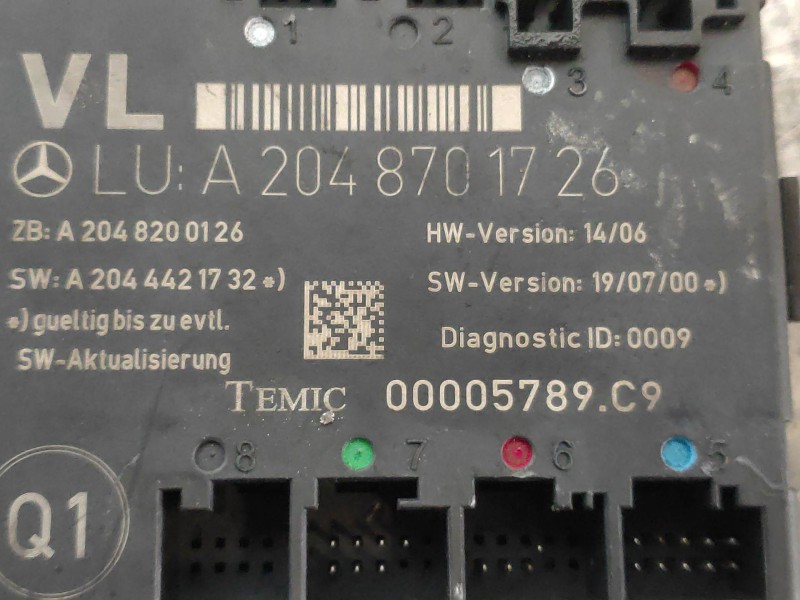 1 2
3 4
VL
LU: A 204 870 17 26
ZB: A 204 820 01 26
HW-Version: 14/06
SW: A 204 442 17 32 *)
SW-Version: 19/07/00 *)
*) gueltig bis zu evtl.
SW-Aktualisierung
Diagnostic ID: 0009
TEMIC 00005789.C9
8 7 6 5
Q1